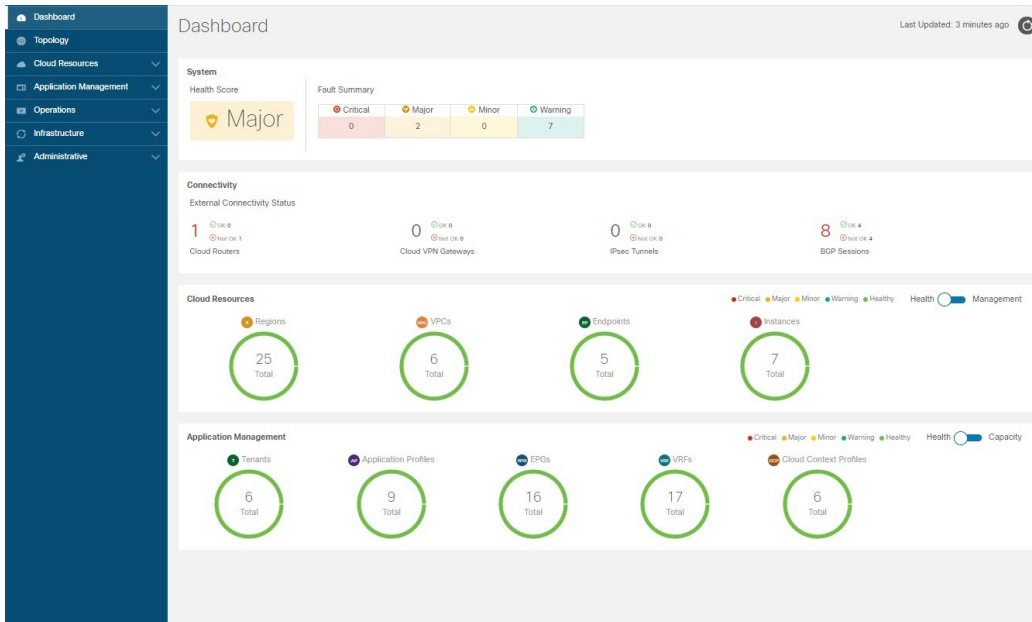 Dashboard
Topology
Cloud Resources
Application Management
Operations
Infrastructure
Administrative
Dashboard
Last Updated: 3 minutes ago
System
Health Score
Major
Fault Summary
Critical Major Minor Warning
0 2 0 7
Connectivity
External Connectivity Status
1 OK 0
Not OK 1
Cloud Routers
0 OK 0
Not OK 0
Cloud VPN Gateways
0 OK 0
Not OK 0
IPsec Tunnels
8 OK 4
Not OK 4
BGP Sessions
Cloud Resources
Critical Major Minor Warning Healthy Health Management
R Regions
25
Total
VPC VPCs
6
Total
EP Endpoints
5
Total
I Instances
7
Total
Application Management
Critical Major Minor Warning Healthy Health Capacity
T Tenants
6
Total
AP Application Profiles
9
Total
EPG EPGs
16
Total
VRF VRFs
17
Total
CCP Cloud Context Profiles
6
Total